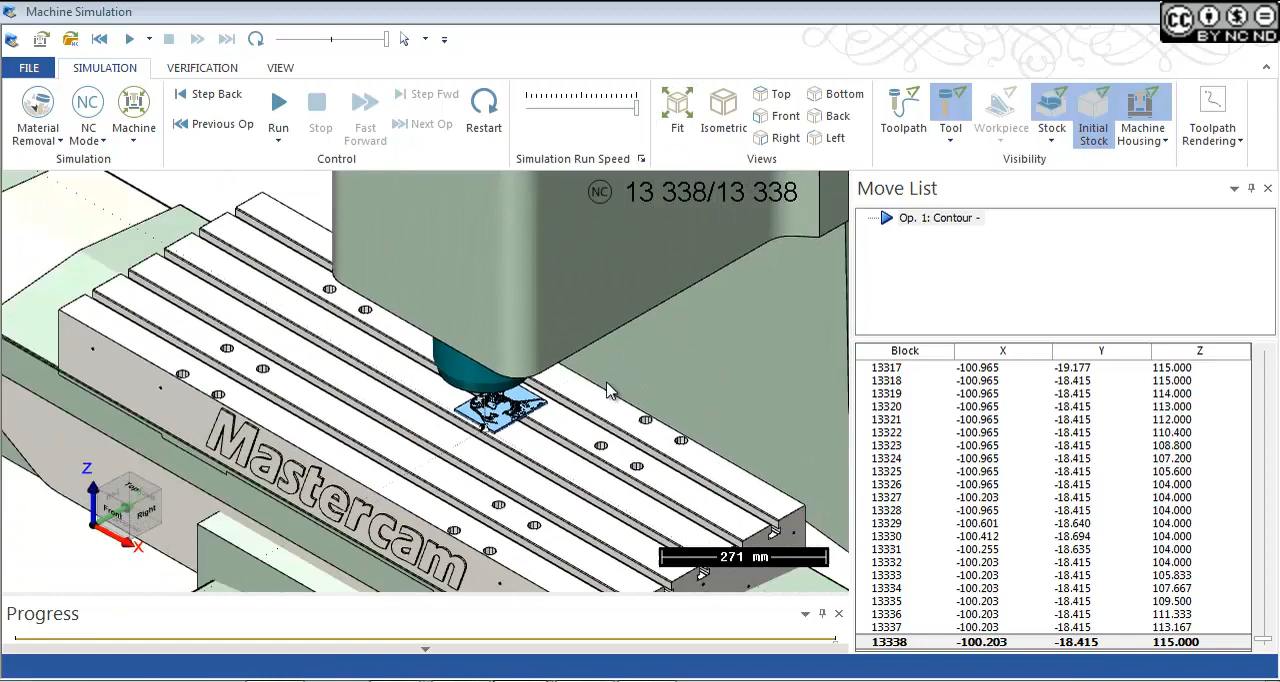 Machine Simulation
CC BY NC ND
FILE SIMULATION VERIFICATION VIEW
Material Removal
NC
NC Mode
Machine
Simulation
Step Back
Previous Op
Run
Stop
Fast Forward
Step Fwd
Next Op
Restart
Control
Simulation Run Speed
Fit
Isometric
Top
Front
Right
Bottom
Back
Left
Views
Toolpath
Tool
Workpiece
Stock
Initial Stock
Machine Housing
Visibility
Toolpath Rendering
NC 13 338/13 338
Mastercam
Z
X
Top
Front
Right
271 mm
Move List
Op. 1: Contour -
Block X Y Z
13317 -100.965 -19.177 115.000
13318 -100.965 -18.415 115.000
13319 -100.965 -18.415 114.000
13320 -100.965 -18.415 113.000
13321 -100.965 -18.415 112.000
13322 -100.965 -18.415 110.400
13323 -100.965 -18.415 108.800
13324 -100.965 -18.415 107.200
13325 -100.965 -18.415 105.600
13326 -100.965 -18.415 104.000
13327 -100.203 -18.415 104.000
13328 -100.965 -18.415 104.000
13329 -100.601 -18.640 104.000
13330 -100.412 -18.694 104.000
13331 -100.255 -18.635 104.000
13332 -100.203 -18.415 104.000
13333 -100.203 -18.415 105.833
13334 -100.203 -18.415 107.667
13335 -100.203 -18.415 109.500
13336 -100.203 -18.415 111.333
13337 -100.203 -18.415 113.167
13338 -100.203 -18.415 115.000
Progress